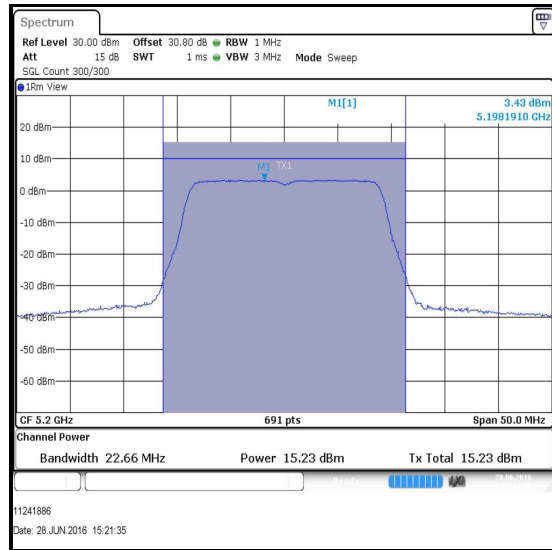 Spectrum
Ref Level 30.00 dBm Offset 30.80 dB RBW 1 MHz
Att 15 dB SWT 1 ms VBW 3 MHz Mode Sweep
SGL Count 300/300
1Rm View
M1[1] 3.43 dBm
5.1981910 GHz
20 dBm
10 dBm
M1 TX1
0 dBm
-10 dBm
-20 dBm
-30 dBm
-40 dBm
-50 dBm
-60 dBm
CF 5.2 GHz 691 pts Span 50.0 MHz
Channel Power
Bandwidth 22.66 MHz Power 15.23 dBm Tx Total 15.23 dBm
28.06.2016
11241886
Date: 28.JUN.2016 15:21:35